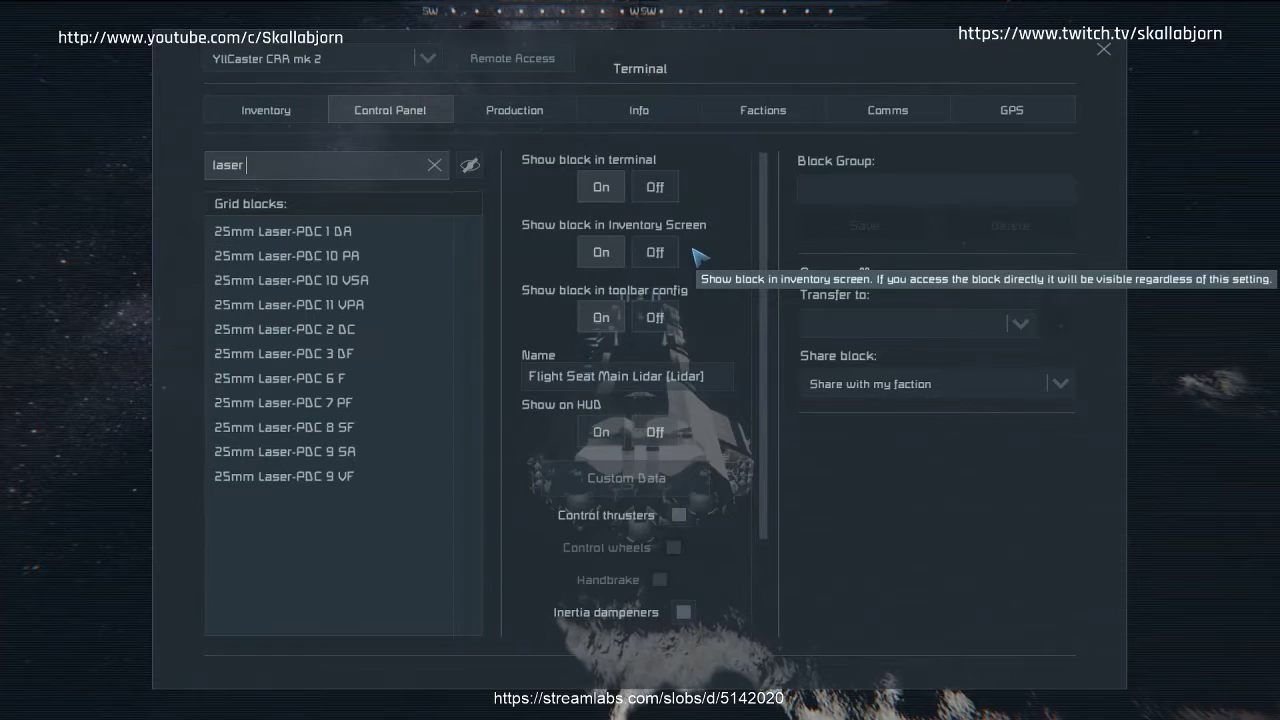 SW
WSW
http://www.youtube.com/c/Skallabjorn
https://www.twitch.tv/skallabjorn
YllCaster CRR mk 2
Remote Access
Terminal
Inventory
Control Panel
Production
Info
Factions
Comms
GPS
laser
Grid blocks:
25mm Laser-PDC 1 DA
25mm Laser-PDC 10 PA
25mm Laser-PDC 10 VSA
25mm Laser-PDC 11 VPA
25mm Laser-PDC 2 DC
25mm Laser-PDC 3 DF
25mm Laser-PDC 6 F
25mm Laser-PDC 7 PF
25mm Laser-PDC 8 SF
25mm Laser-PDC 9 SA
25mm Laser-PDC 9 VF
Show block in terminal
On Off
Show block in Inventory Screen
On Off
Show block in toolbar config
On Off
Name
Flight Seat Main Lidar [Lidar]
Show on HUD
On Off
Custom Data
Control thrusters
Control wheels
Handbrake
Inertia dampeners
Block Group:
Save Delete
Show block in inventory screen. If you access the block directly it will be visible regardless of this setting.
Transfer to:
Share block:
Share with my faction
https://streamlabs.com/slobs/d/5142020